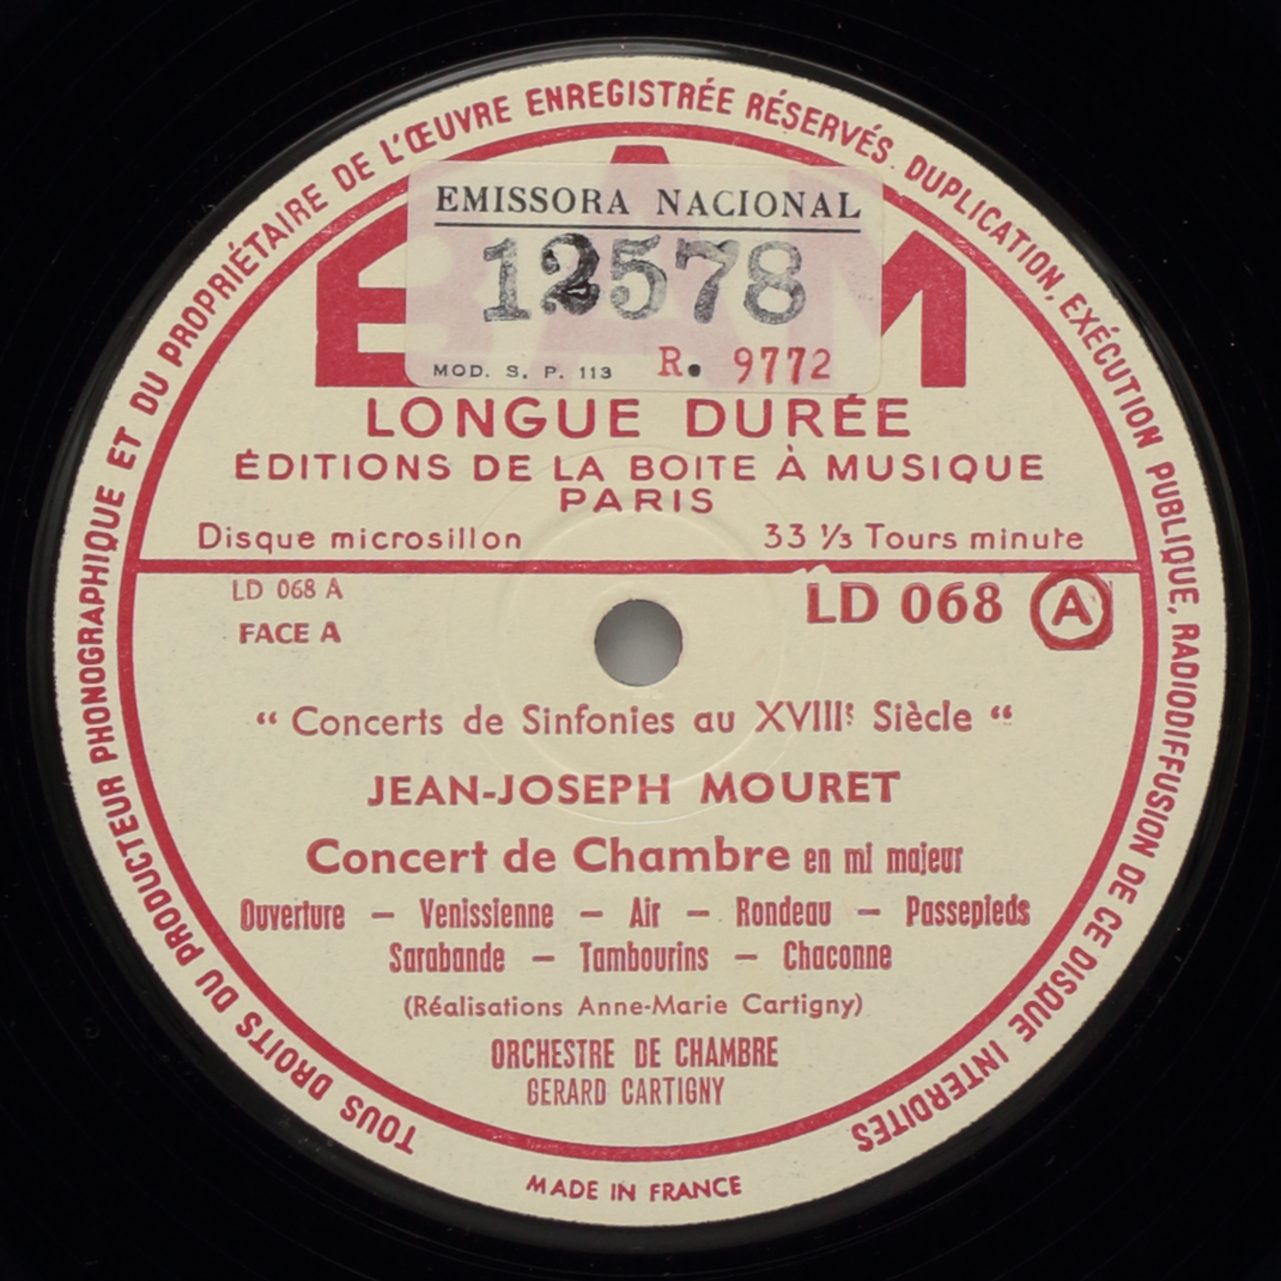 TOUS DROITS DU PRODUCTEUR PHONOGRAPHIQUE ET DU PROPRIÉTAIRE DE L'ŒUVRE ENREGISTRÉE RÉSERVÉS. DUPLICATION, EXÉCUTION PUBLIQUE, RADIODIFFUSION DE CE DISQUE INTERDITES
BAM
EMISSORA NACIONAL
12578
MOD. S. P. 113 R. 9772
LONGUE DURÉE
ÉDITIONS DE LA BOITE À MUSIQUE
PARIS
Disque microsillon 33 ⅓ Tours minute
LD 068 A LD 068 A
FACE A
“ Concerts de Sinfonies au XVIIIe Siècle “
JEAN-JOSEPH MOURET
Concert de Chambre en mi majeur
Ouverture — Venissienne — Air — Rondeau — Passepieds
Sarabande — Tambourins — Chaconne
(Réalisations Anne-Marie Cartigny)
ORCHESTRE DE CHAMBRE
GERARD CARTIGNY
MADE IN FRANCE